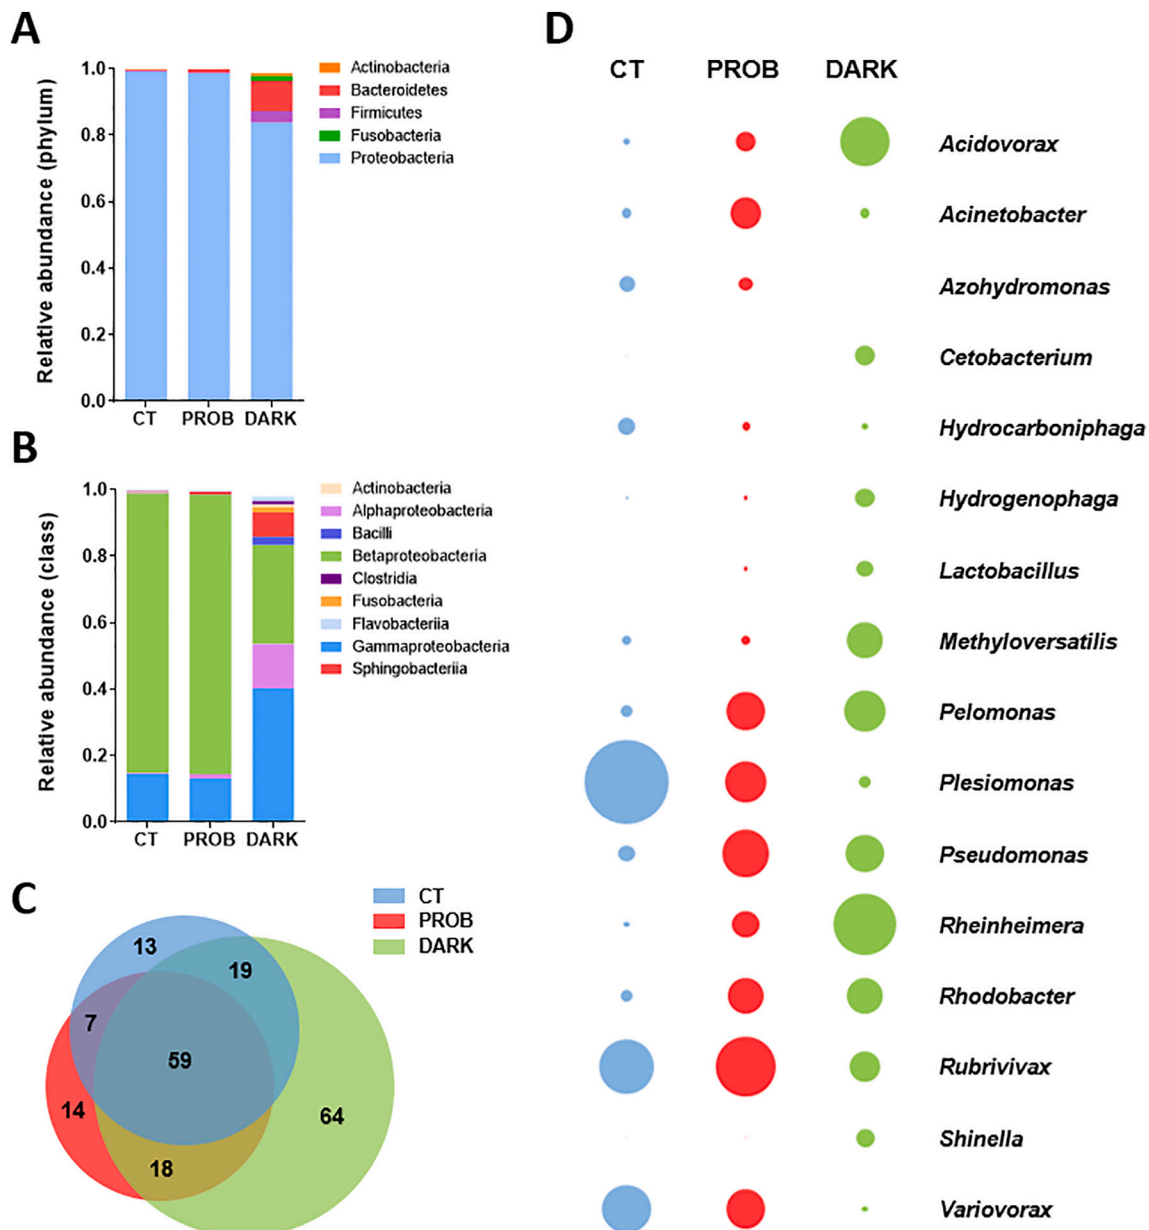 A
Relative abundance (phylum)
1.0
0.8
0.6
0.4
0.2
0.0
CT PROB DARK
Actinobacteria
Bacteroidetes
Firmicutes
Fusobacteria
Proteobacteria
B
Relative abundance (class)
1.0
0.8
0.6
0.4
0.2
0.0
CT PROB DARK
Actinobacteria
Alphaproteobacteria
Bacilli
Betaproteobacteria
Clostridia
Fusobacteria
Flavobacteriia
Gammaproteobacteria
Sphingobacteriia
C
CT
PROB
DARK
13
19
7
59
14
64
18
D
CT PROB DARK
Acidovorax
Acinetobacter
Azohydromonas
Cetobacterium
Hydrocarboniphaga
Hydrogenophaga
Lactobacillus
Methyloversatilis
Pelomonas
Plesiomonas
Pseudomonas
Rheinheimera
Rhodobacter
Rubrivivax
Shinella
Variovorax